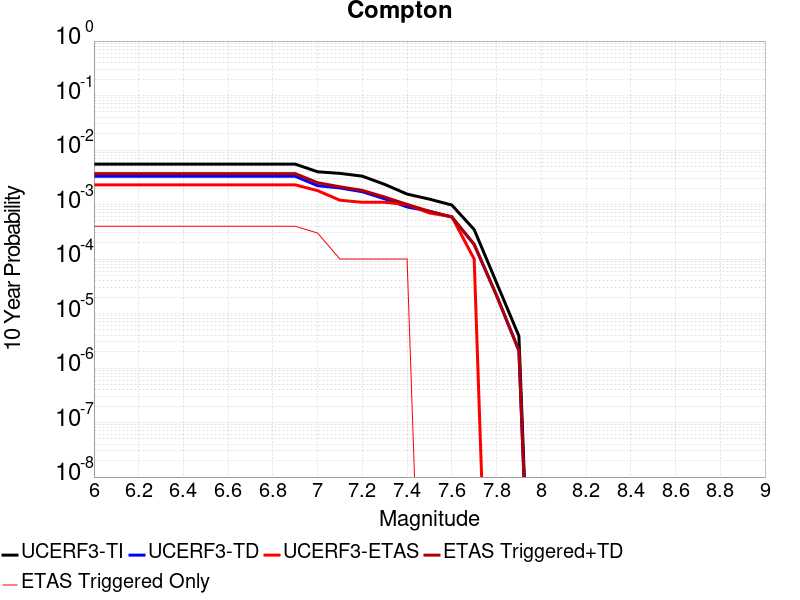 Compton
10 Year Probability
10^0
10^-1
10^-2
10^-3
10^-4
10^-5
10^-6
10^-7
10^-8
6 6.2 6.4 6.6 6.8 7 7.2 7.4 7.6 7.8 8 8.2 8.4 8.6 8.8 9
Magnitude
UCERF3-TI UCERF3-TD UCERF3-ETAS ETAS Triggered+TD
ETAS Triggered Only